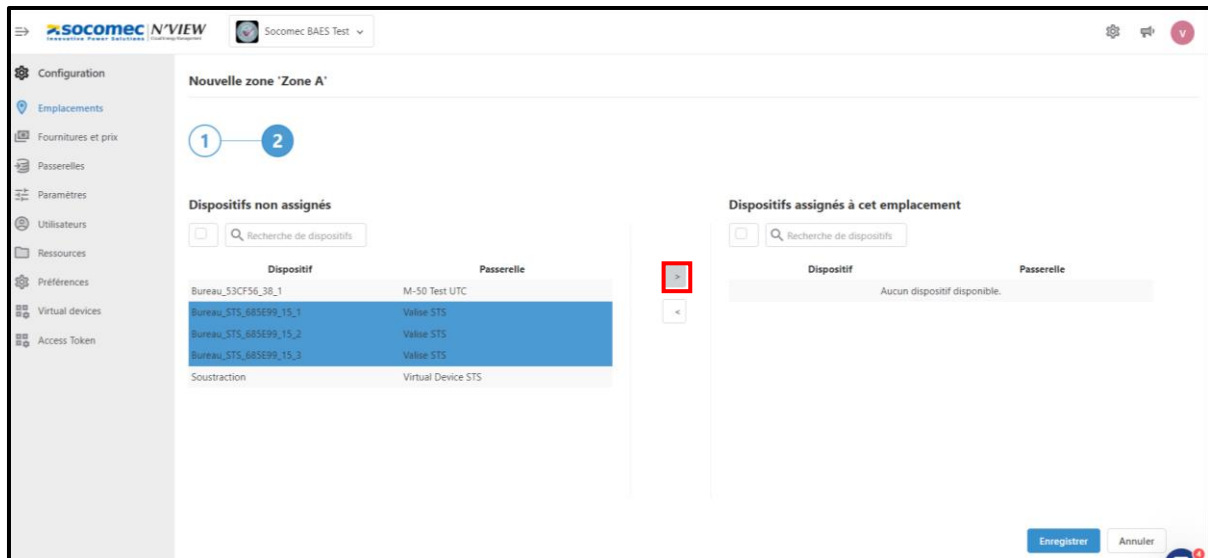 socomec N'VIEW
Innovative Power Solutions
Socomec BAES Test
V
Configuration
Emplacements
Fournitures et prix
Passerelles
Paramètres
Utilisateurs
Ressources
Préférences
Virtual devices
Access Token
Nouvelle zone 'Zone A'
1 2
Dispositifs non assignés
Recherche de dispositifs
Dispositif Passerelle
Bureau_53CF56_38_1 M-50 Test UTC
Bureau_STS_685E99_15_1 Valise STS
Bureau_STS_685E99_15_2 Valise STS
Bureau_STS_685E99_15_3 Valise STS
Soustraction Virtual Device STS
>
<
Dispositifs assignés à cet emplacement
Recherche de dispositifs
Dispositif Passerelle
Aucun dispositif disponible.
Enregistrer Annuler
4